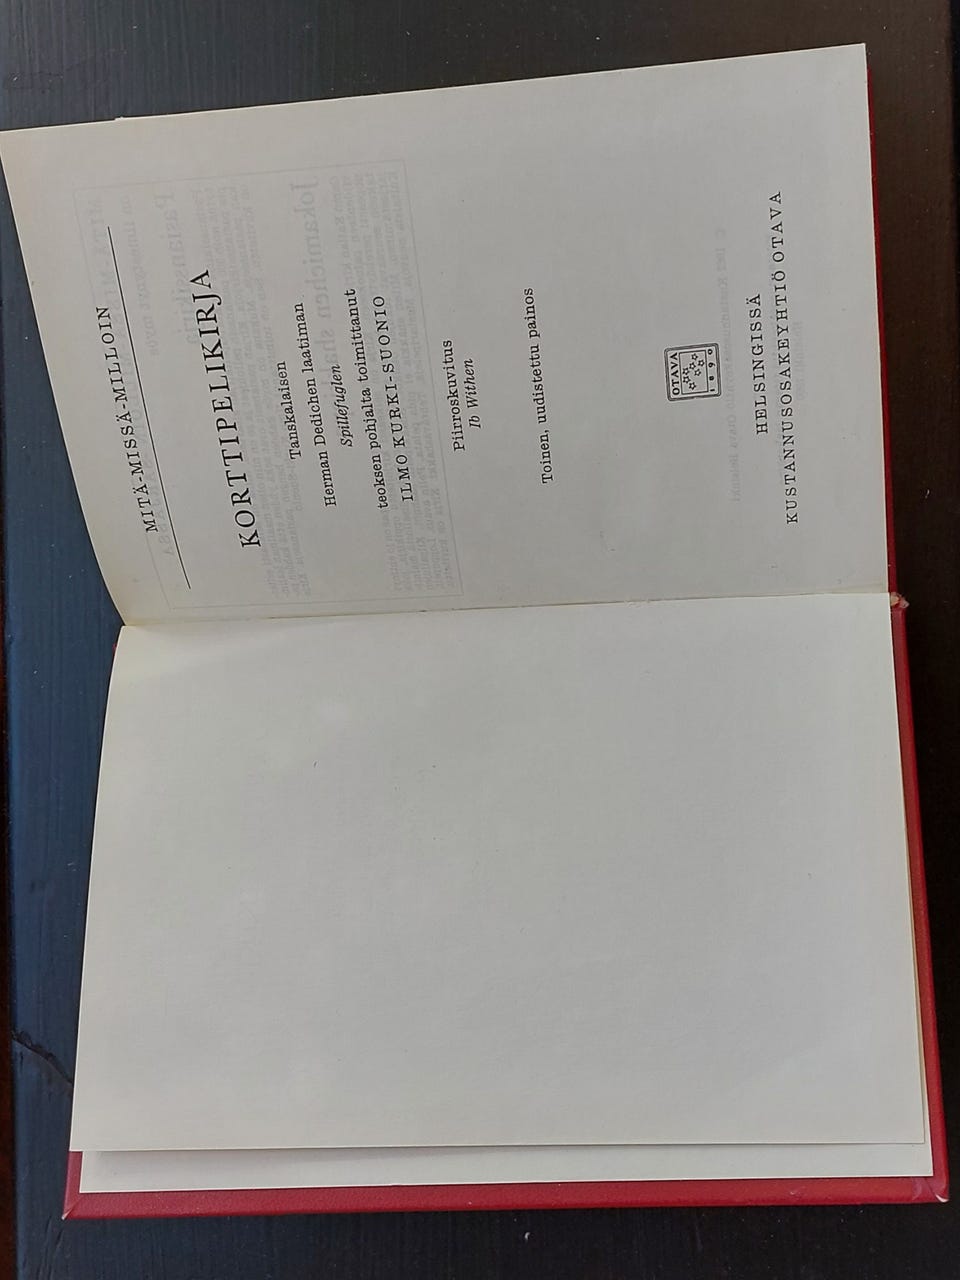 MITÄ-MISSÄ-MILLOIN
KORTTIPELIKIRJA
Tanskalaisen
Herman Dedichen laatiman
Spillefuglen
teoksen pohjalta toimittanut
ILMO KURKI-SUONIO
Piirroskuvitus
Ib Withen
Toinen, uudistettu painos
OTAVA
1890
HELSINGISSÄ
KUSTANNUSOSAKEYHTIÖ OTAVA